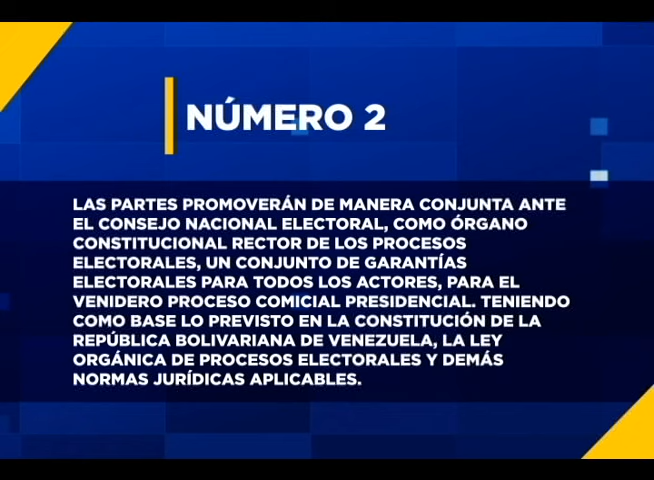 NÚMERO 2
LAS PARTES PROMOVERÁN DE MANERA CONJUNTA ANTE
EL CONSEJO NACIONAL ELECTORAL, COMO ÓRGANO
CONSTITUCIONAL RECTOR DE LOS PROCESOS
ELECTORALES, UN CONJUNTO DE GARANTÍAS
ELECTORALES PARA TODOS LOS ACTORES, PARA EL
VENIDERO PROCESO COMICIAL PRESIDENCIAL. TENIENDO
COMO BASE LO PREVISTO EN LA CONSTITUCIÓN DE LA
REPÚBLICA BOLIVARIANA DE VENEZUELA, LA LEY
ORGÁNICA DE PROCESOS ELECTORALES Y DEMÁS
NORMAS JURÍDICAS APLICABLES.